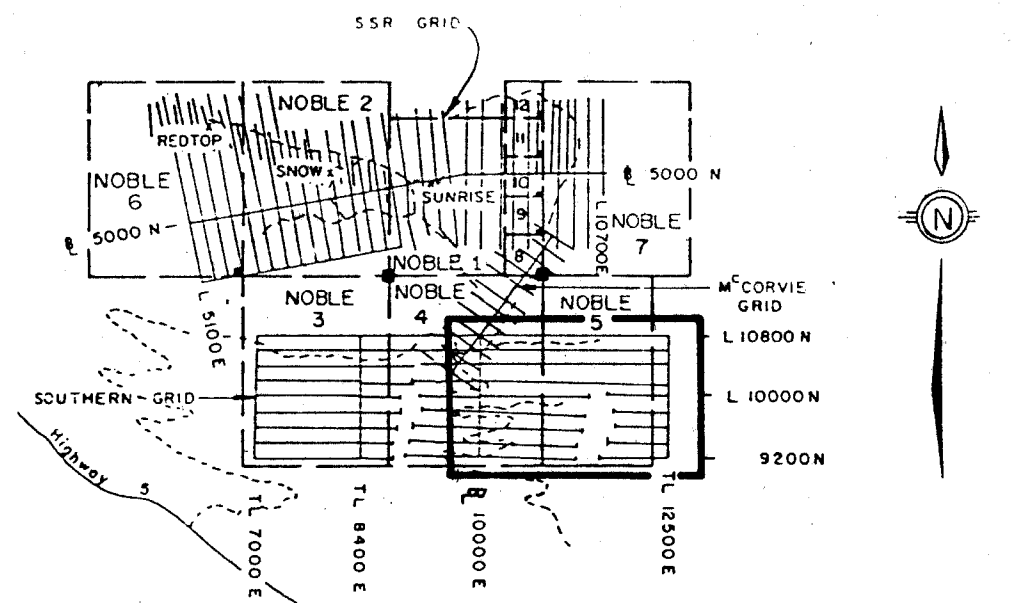 SSR GRID
NOBLE 2
12
REDTOP
11
SNOW x
NOBLE
6
10
℄ 5000 N
SUNRISE
9
L 10700E
NOBLE
7
℄ 5000 N
8
NOBLE 1
NOBLE
3
NOBLE
4
NOBLE
5
McCORVIE
GRID
L 5100E
L 10800 N
SOUTHERN GRID
L 10000 N
9200N
Highway 5
TL 7000 E
TL 8400 E
℄ 10000 E
TL 12500 E
N